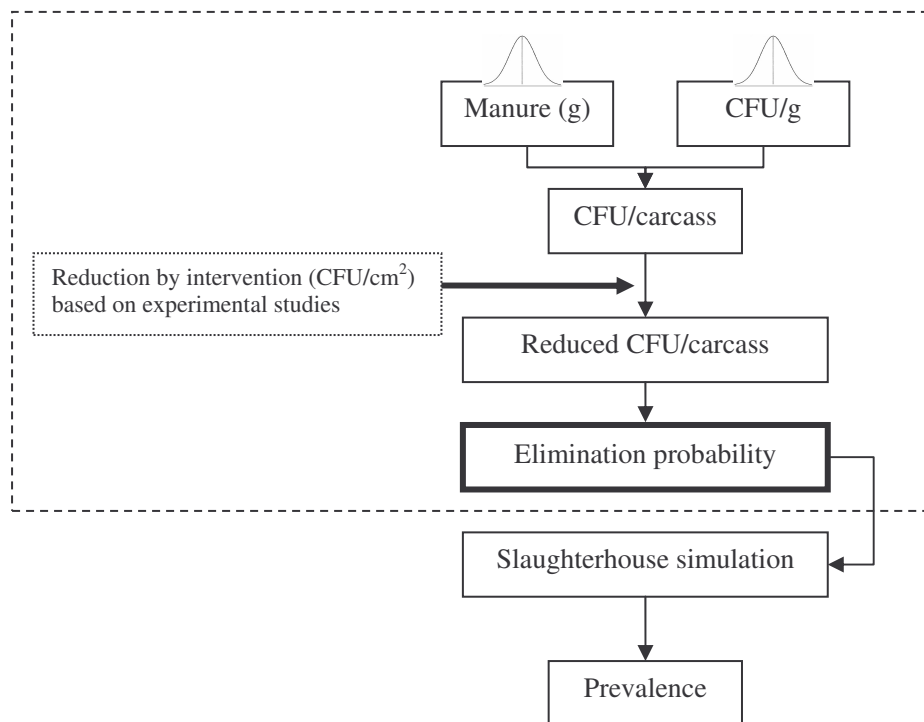 Manure (g)
CFU/g
CFU/carcass
Reduction by intervention (CFU/cm²)
based on experimental studies
Reduced CFU/carcass
Elimination probability
Slaughterhouse simulation
Prevalence